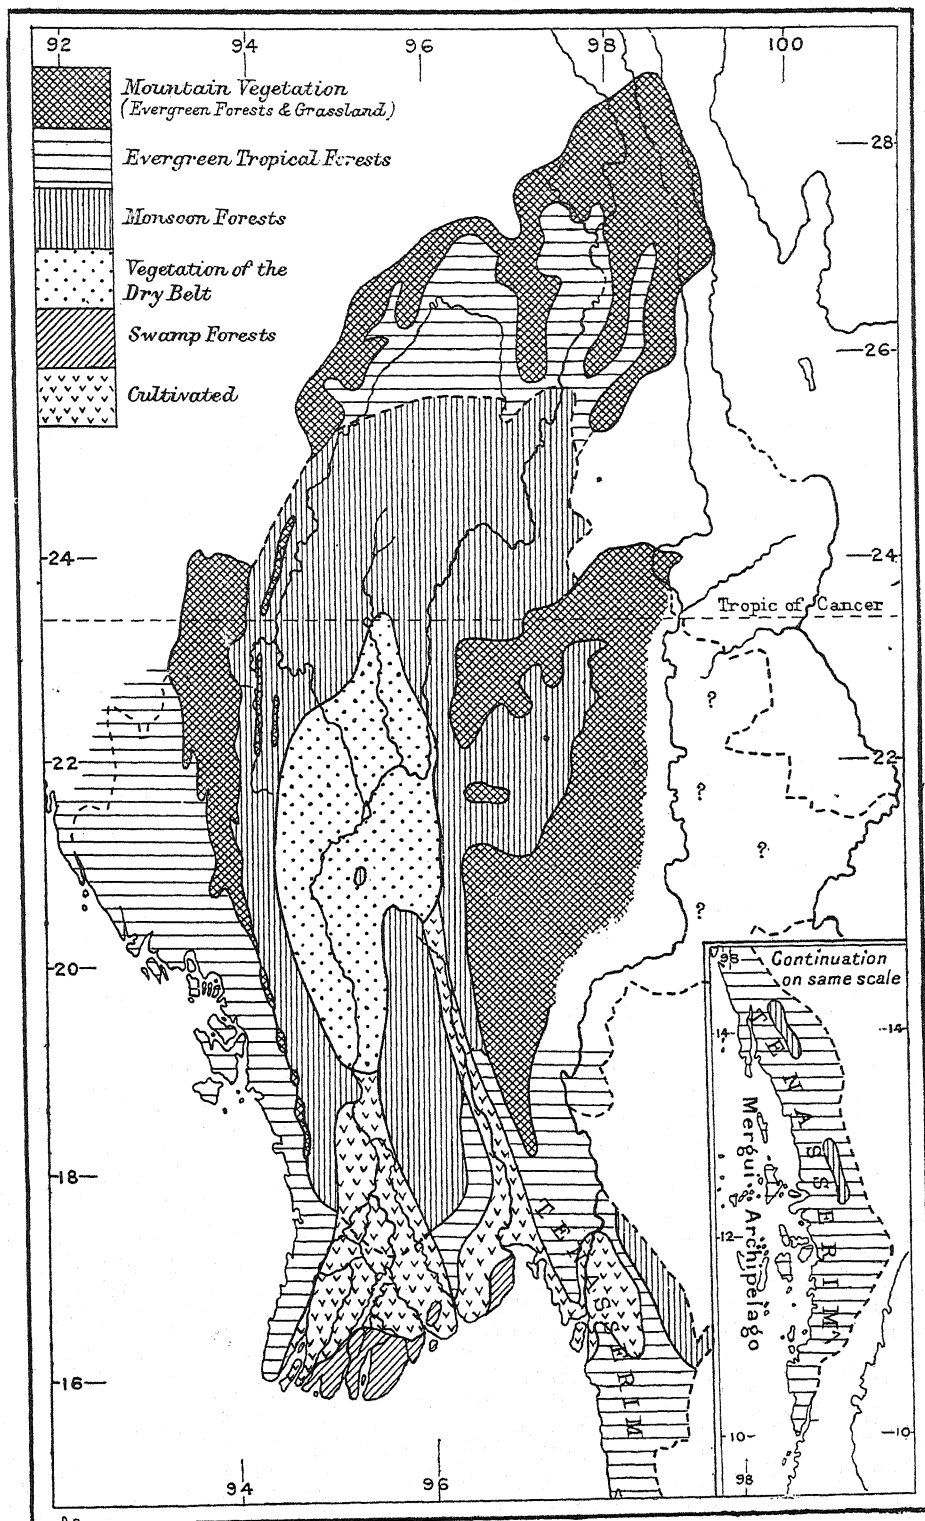 92 94 96 98 100
Mountain Vegetation
(Evergreen Forests & Grassland)
Evergreen Tropical Forests
Monsoon Forests
Vegetation of the
Dry Belt
Swamp Forests
Cultivated
28
26
24 24
Tropic of Cancer
?
22 22
?
?
?
20
18
16
94 96
TENASSERIM
98
Continuation
on same scale
14 14
TENASSERIM
Mergui Archipelago
12
10 10
98